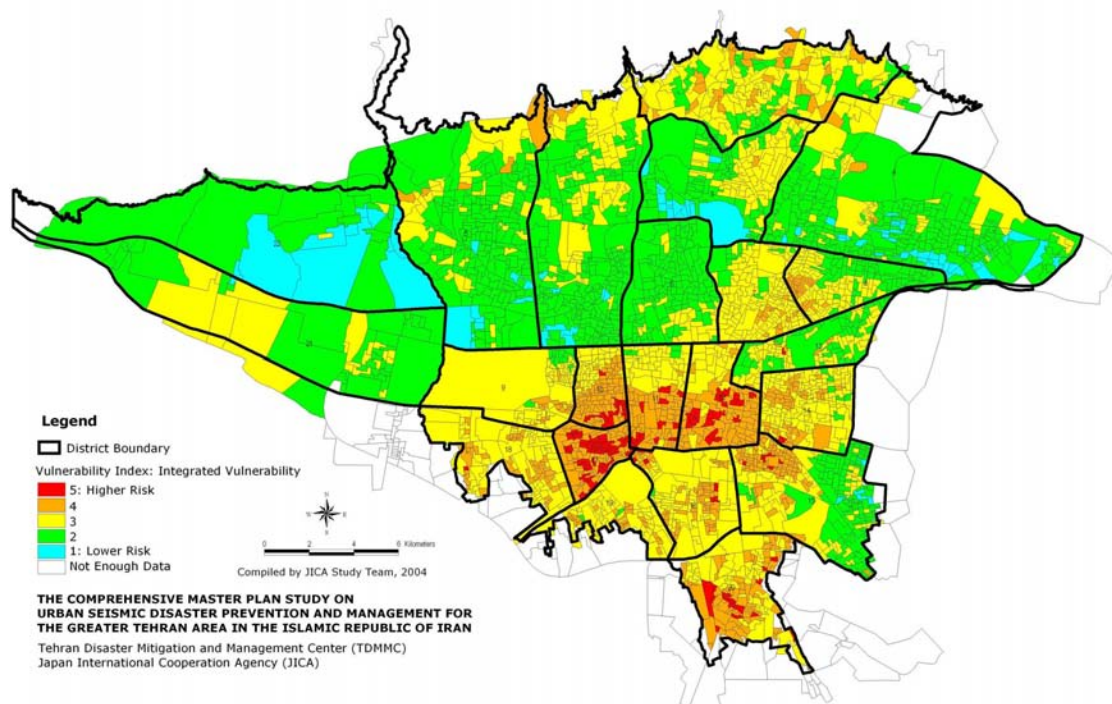 Legend
District Boundary
Vulnerability Index: Integrated Vulnerability
5: Higher Risk
4
3
2
1: Lower Risk
Not Enough Data
N
W E
S
0 2 4 6 Kilometers
Compiled by JICA Study Team, 2004
THE COMPREHENSIVE MASTER PLAN STUDY ON
URBAN SEISMIC DISASTER PREVENTION AND MANAGEMENT FOR
THE GREATER TEHRAN AREA IN THE ISLAMIC REPUBLIC OF IRAN
Tehran Disaster Mitigation and Management Center (TDMMC)
Japan International Cooperation Agency (JICA)
9